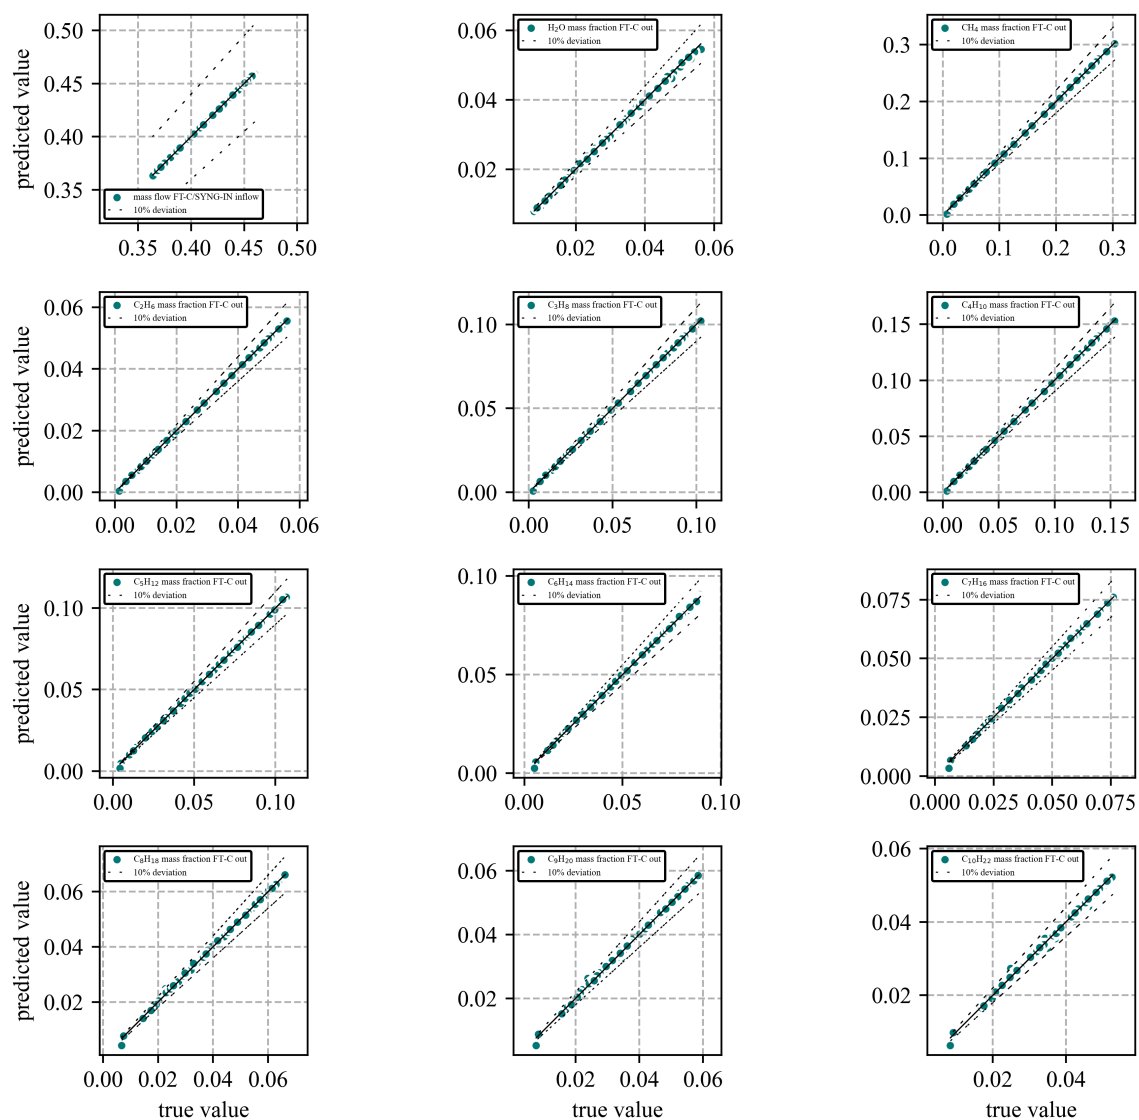 0.50
0.45
0.40
0.35
predicted value
mass flow FT-C/SYNG-IN inflow
10% deviation
0.35 0.40 0.45 0.50
H₂O mass fraction FT-C out
10% deviation
0.06
0.04
0.02
0.02 0.04 0.06
CH₄ mass fraction FT-C out
10% deviation
0.3
0.2
0.1
0.0
0.0 0.1 0.2 0.3
C₂H₆ mass fraction FT-C out
10% deviation
0.06
0.04
0.02
0.00
predicted value
0.00 0.02 0.04 0.06
C₃H₈ mass fraction FT-C out
10% deviation
0.10
0.05
0.00
0.00 0.05 0.10
C₄H₁₀ mass fraction FT-C out
10% deviation
0.15
0.10
0.05
0.00
0.00 0.05 0.10 0.15
C₅H₁₂ mass fraction FT-C out
10% deviation
0.10
0.05
0.00
predicted value
0.00 0.05 0.10
C₆H₁₄ mass fraction FT-C out
10% deviation
0.10
0.05
0.00
0.00 0.05 0.10
C₇H₁₆ mass fraction FT-C out
10% deviation
0.075
0.050
0.025
0.000
0.000 0.025 0.050 0.075
C₈H₁₈ mass fraction FT-C out
10% deviation
0.06
0.04
0.02
predicted value
0.00 0.02 0.04 0.06
true value
C₉H₂₀ mass fraction FT-C out
10% deviation
0.06
0.04
0.02
0.02 0.04 0.06
true value
C₁₀H₂₂ mass fraction FT-C out
10% deviation
0.06
0.04
0.02
0.02 0.04
true value